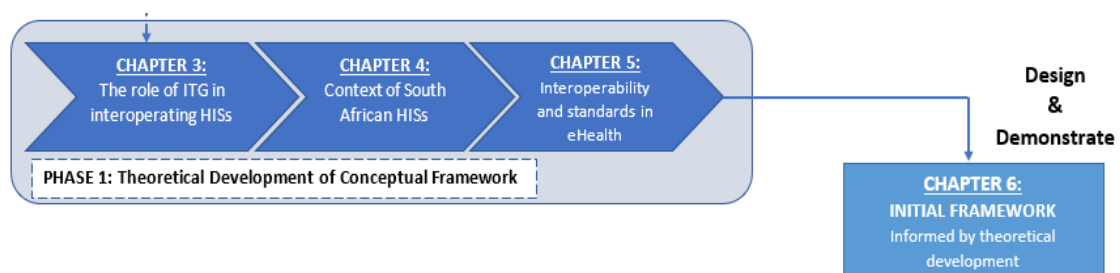 CHAPTER 3:
The role of ITG in
interoperating HISs
CHAPTER 4:
Context of South
African HISs
CHAPTER 5:
Interoperability
and standards in
eHealth
PHASE 1: Theoretical Development of Conceptual Framework
Design
&
Demonstrate
CHAPTER 6:
INITIAL FRAMEWORK
Informed by theoretical
development